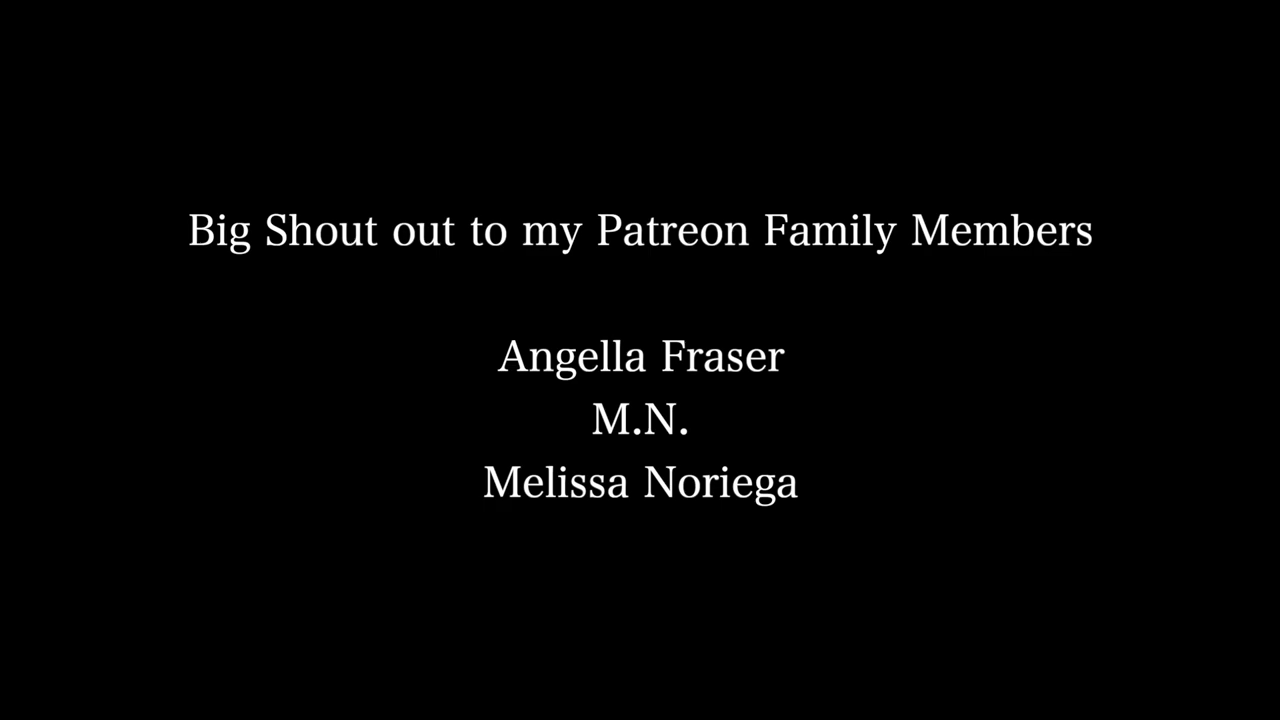 Big Shout out to my Patreon Family Members
Angella Fraser
M.N.
Melissa Noriega